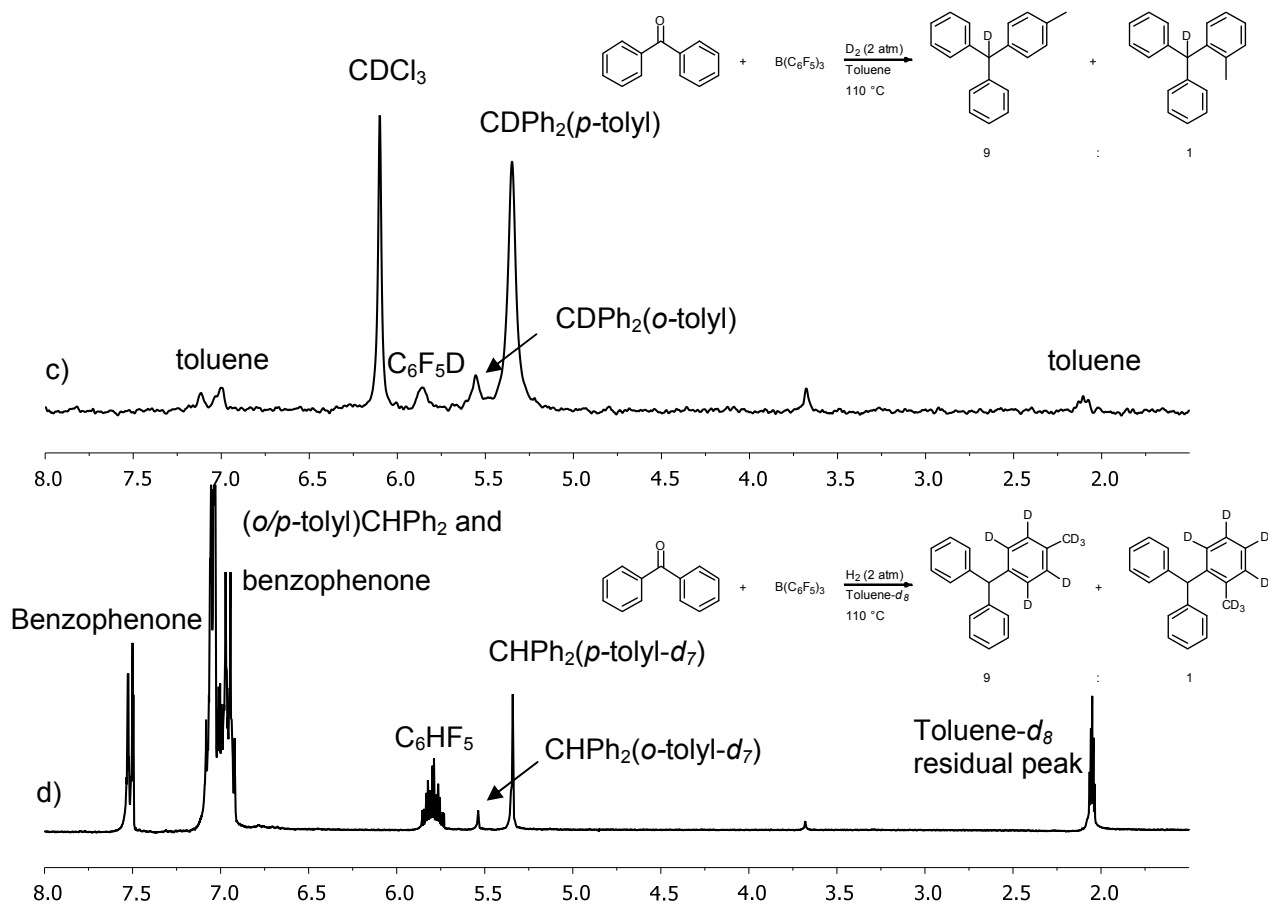 O
D
D
+
B(C₆F₅)₃
D₂ (2 atm)
Toluene
110 °C
+
9 : 1
CDCl₃
CDPh₂(p-tolyl)
CDPh₂(o-tolyl)
c)
toluene
C₆F₅D
toluene
8.0 7.5 7.0 6.5 6.0 5.5 5.0 4.5 4.0 3.5 3.0 2.5 2.0
(o/p-tolyl)CHPh₂ and
benzophenone
Benzophenone
O
+
B(C₆F₅)₃
H₂ (2 atm)
Toluene-d₈
110 °C
D
D
CD₃
D
D
+
D
D
D
D
CD₃
9 : 1
CHPh₂(p-tolyl-d₇)
C₆HF₅
CHPh₂(o-tolyl-d₇)
Toluene-d₈
residual peak
d)
8.0 7.5 7.0 6.5 6.0 5.5 5.0 4.5 4.0 3.5 3.0 2.5 2.0